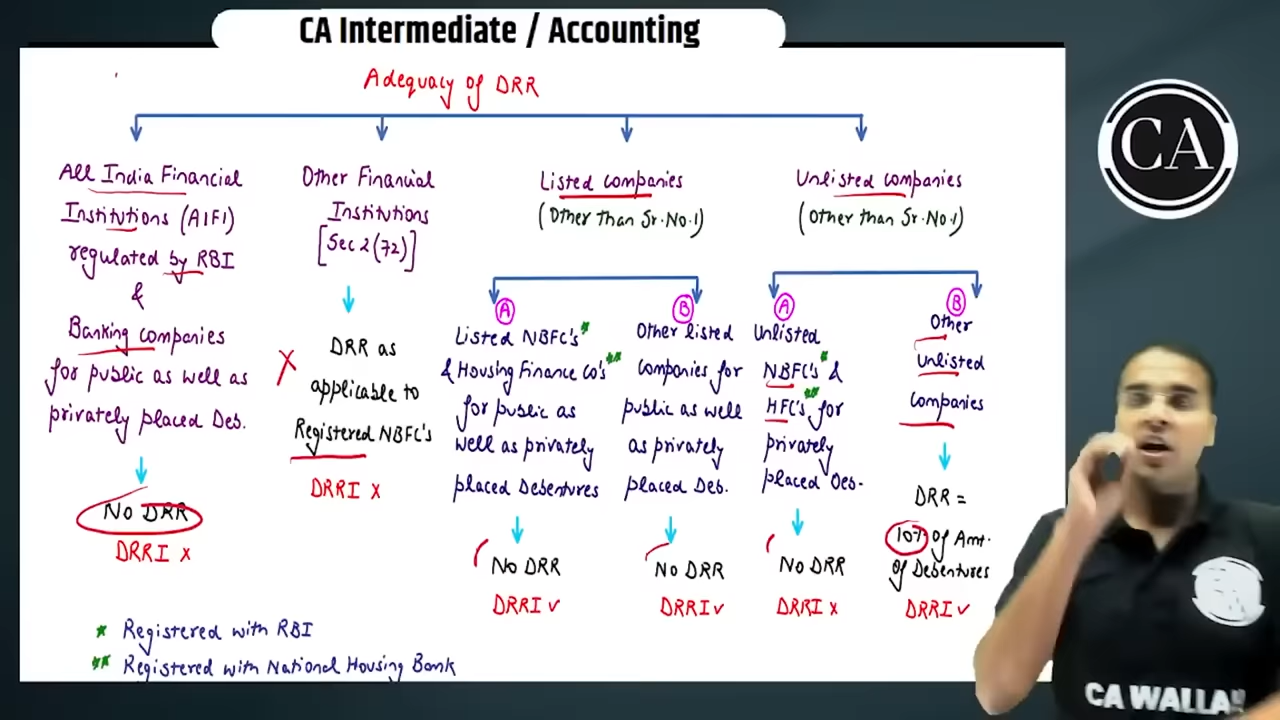 CA Intermediate / Accounting
Adequacy of DRR
All India Financial
Institutions (AIFI)
regulated by RBI
&
Banking companies
for public as well as
privately placed Deb.
No DRR
DRRI x
Other Financial
Institutions
[Sec 2(72)]
DRR as
applicable to
Registered NBFC's
DRRI x
Listed companies
(Other than Sr.No.1)
A
Listed NBFC's*
& Housing Finance Co's**
for public as
well as privately
placed Debentures
No DRR
DRRI ✓
B
Other listed
Companies for
public as well
as privately
placed Deb.
No DRR
DRRI ✓
Unlisted companies
(Other than Sr.No.1)
A
Unlisted
NBFC's* &
HFC's** for
privately
placed Deb.
No DRR
DRRI x
B
Other
Unlisted
Companies
DRR =
10% of Amt.
of Debentures
DRRI ✓
* Registered with RBI
** Registered with National Housing Bank
CA
CA WALLAH